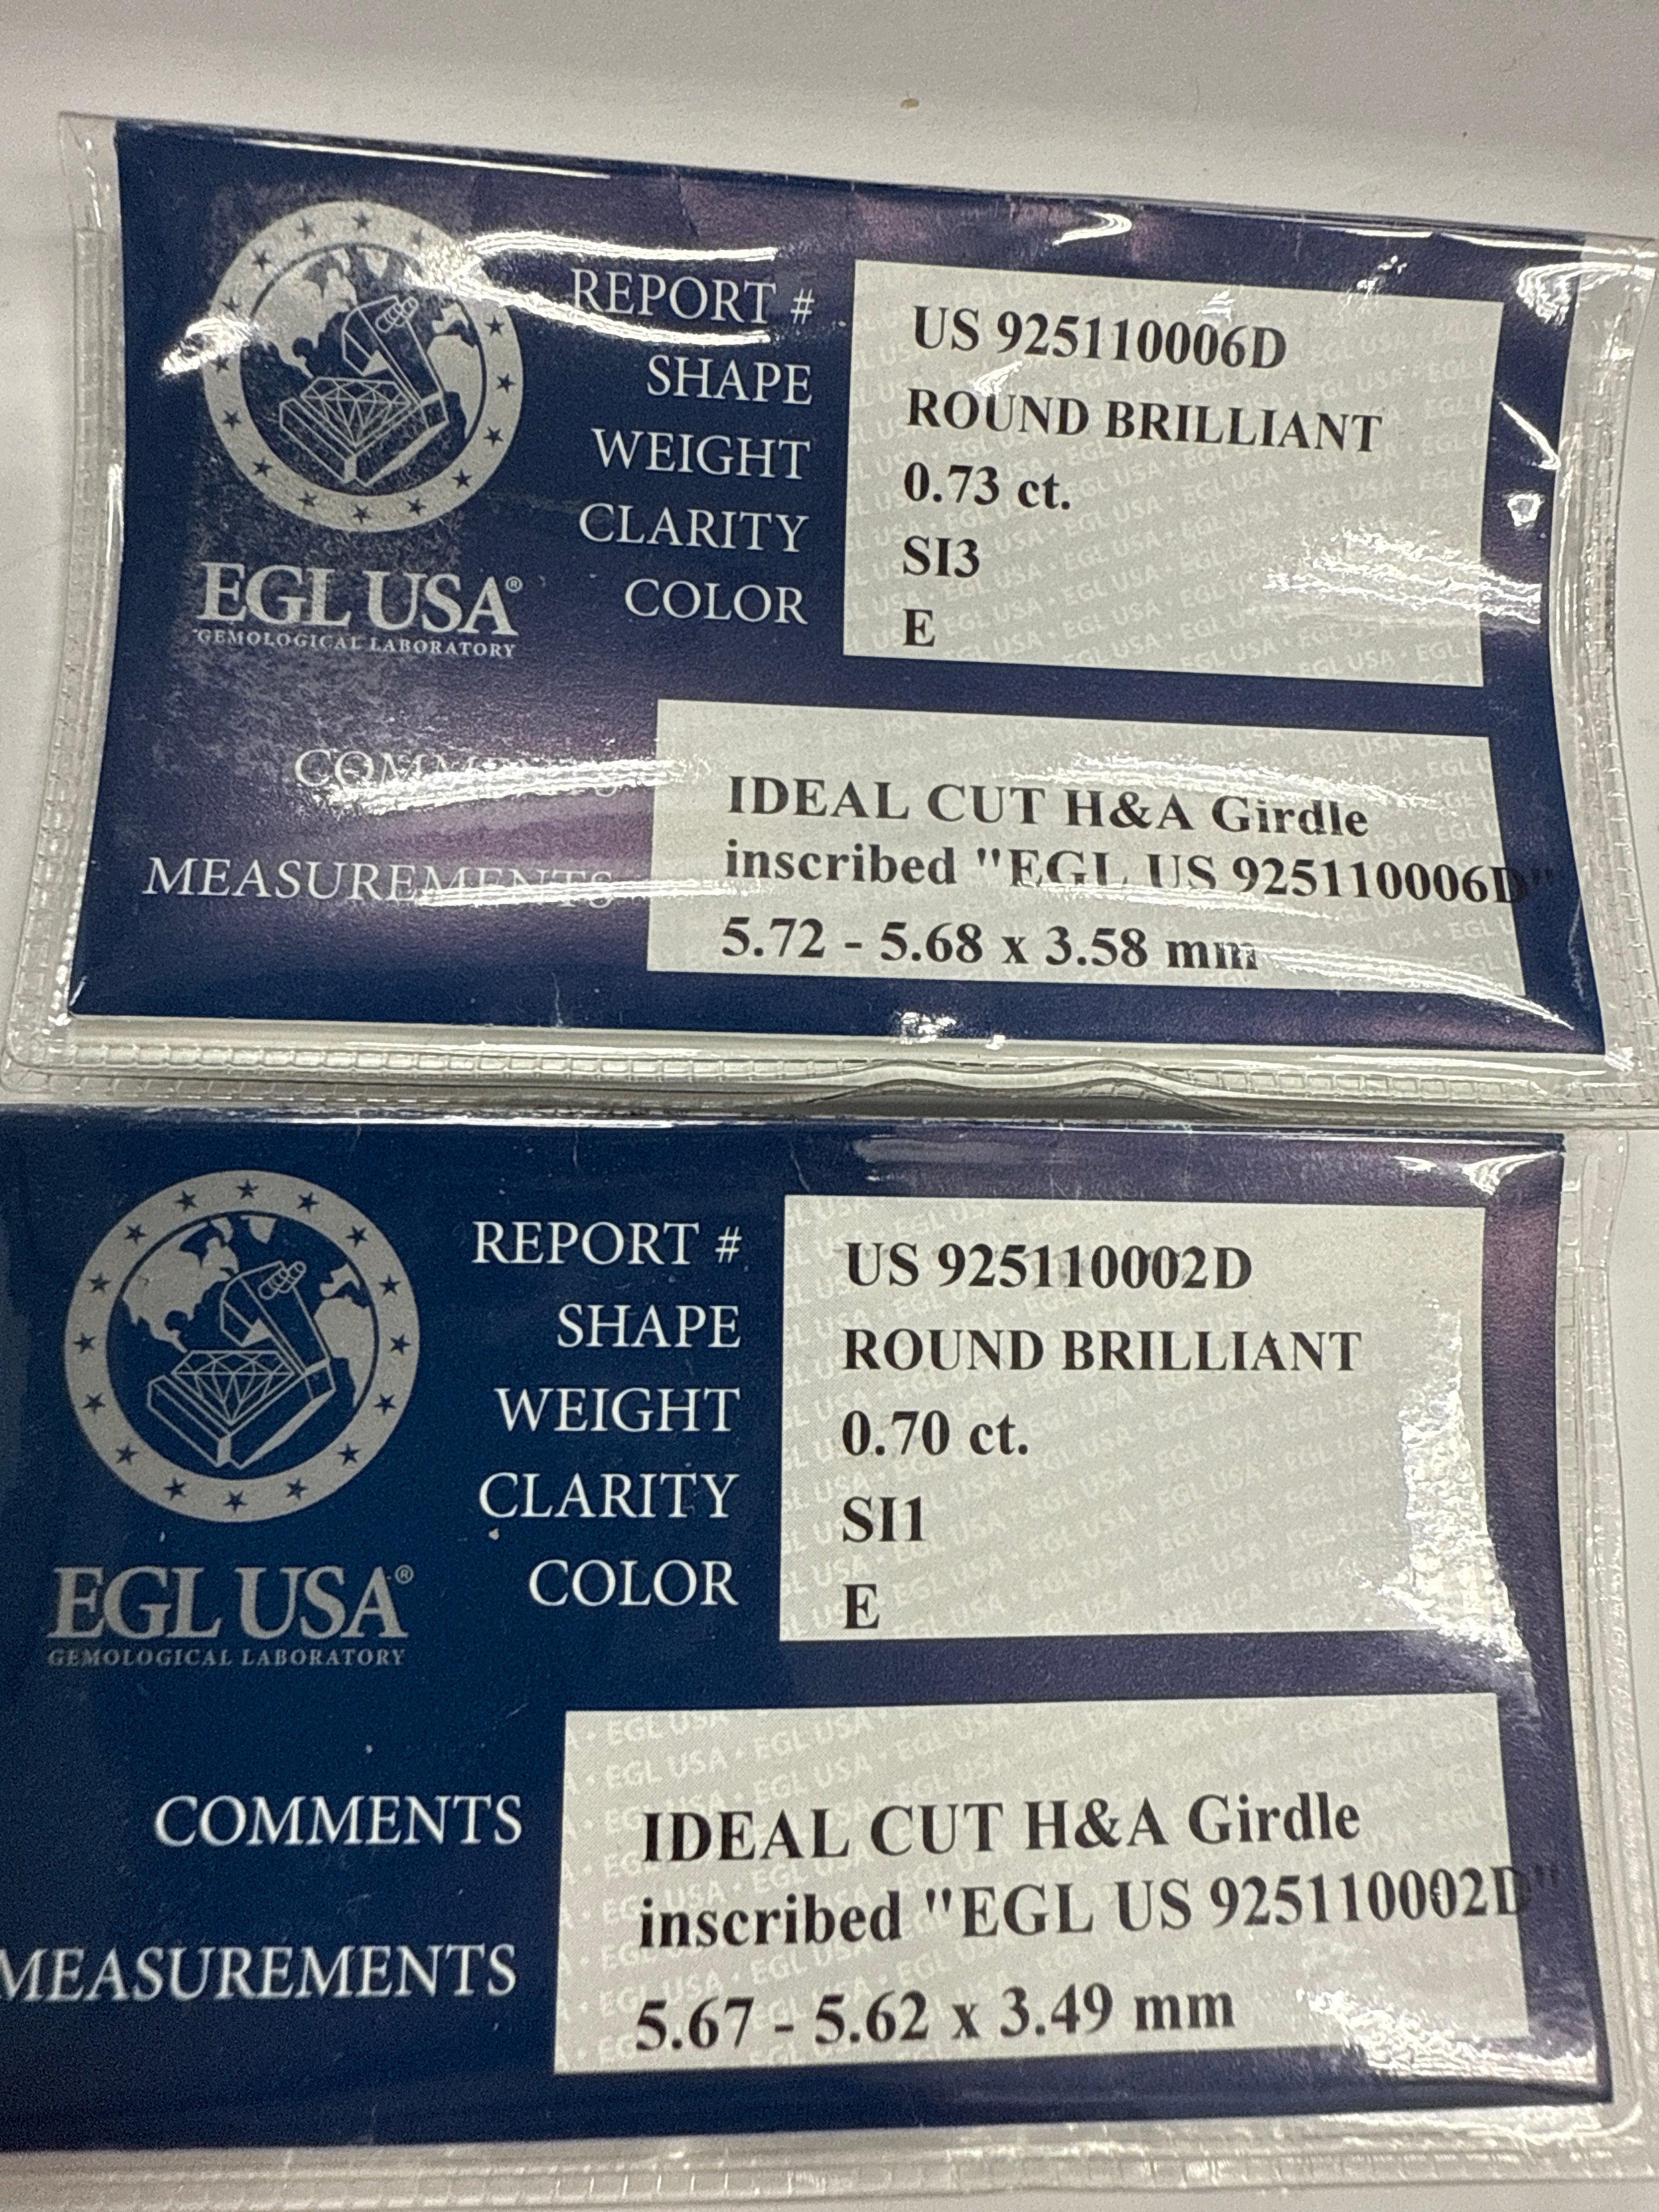 REPORT # US 925110006D
SHAPE ROUND BRILLIANT
WEIGHT 0.73 ct.
CLARITY SI3
COLOR E
EGL USA®
GEMOLOGICAL LABORATORY
COMMENTS IDEAL CUT H&A Girdle
inscribed "EGL US 925110006D"
MEASUREMENTS 5.72 - 5.68 x 3.58 mm
REPORT # US 925110002D
SHAPE ROUND BRILLIANT
WEIGHT 0.70 ct.
CLARITY SI1
COLOR E
EGL USA®
GEMOLOGICAL LABORATORY
COMMENTS IDEAL CUT H&A Girdle
inscribed "EGL US 925110002D"
MEASUREMENTS 5.67 - 5.62 x 3.49 mm